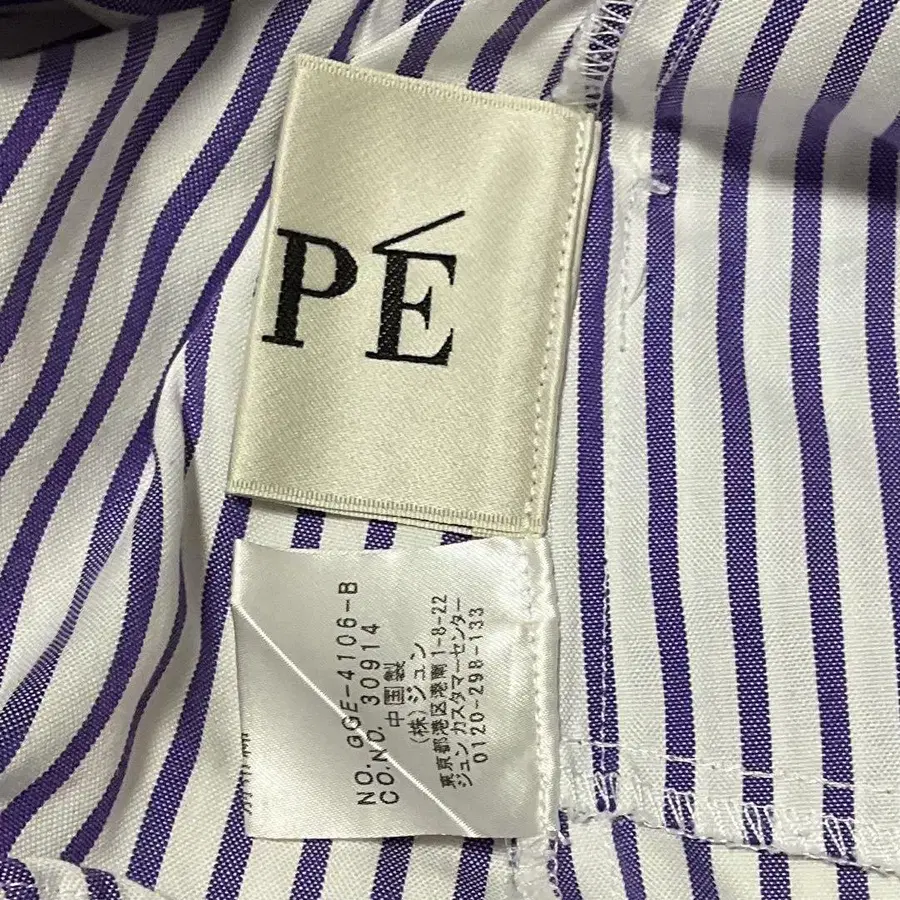 PÉ
NO. GGE-4106-B
CO.NO. 30914
中国製
(株)ジュン
東京都港区港南1-8-22
ジュン カスタマーセンター
0120-298-133